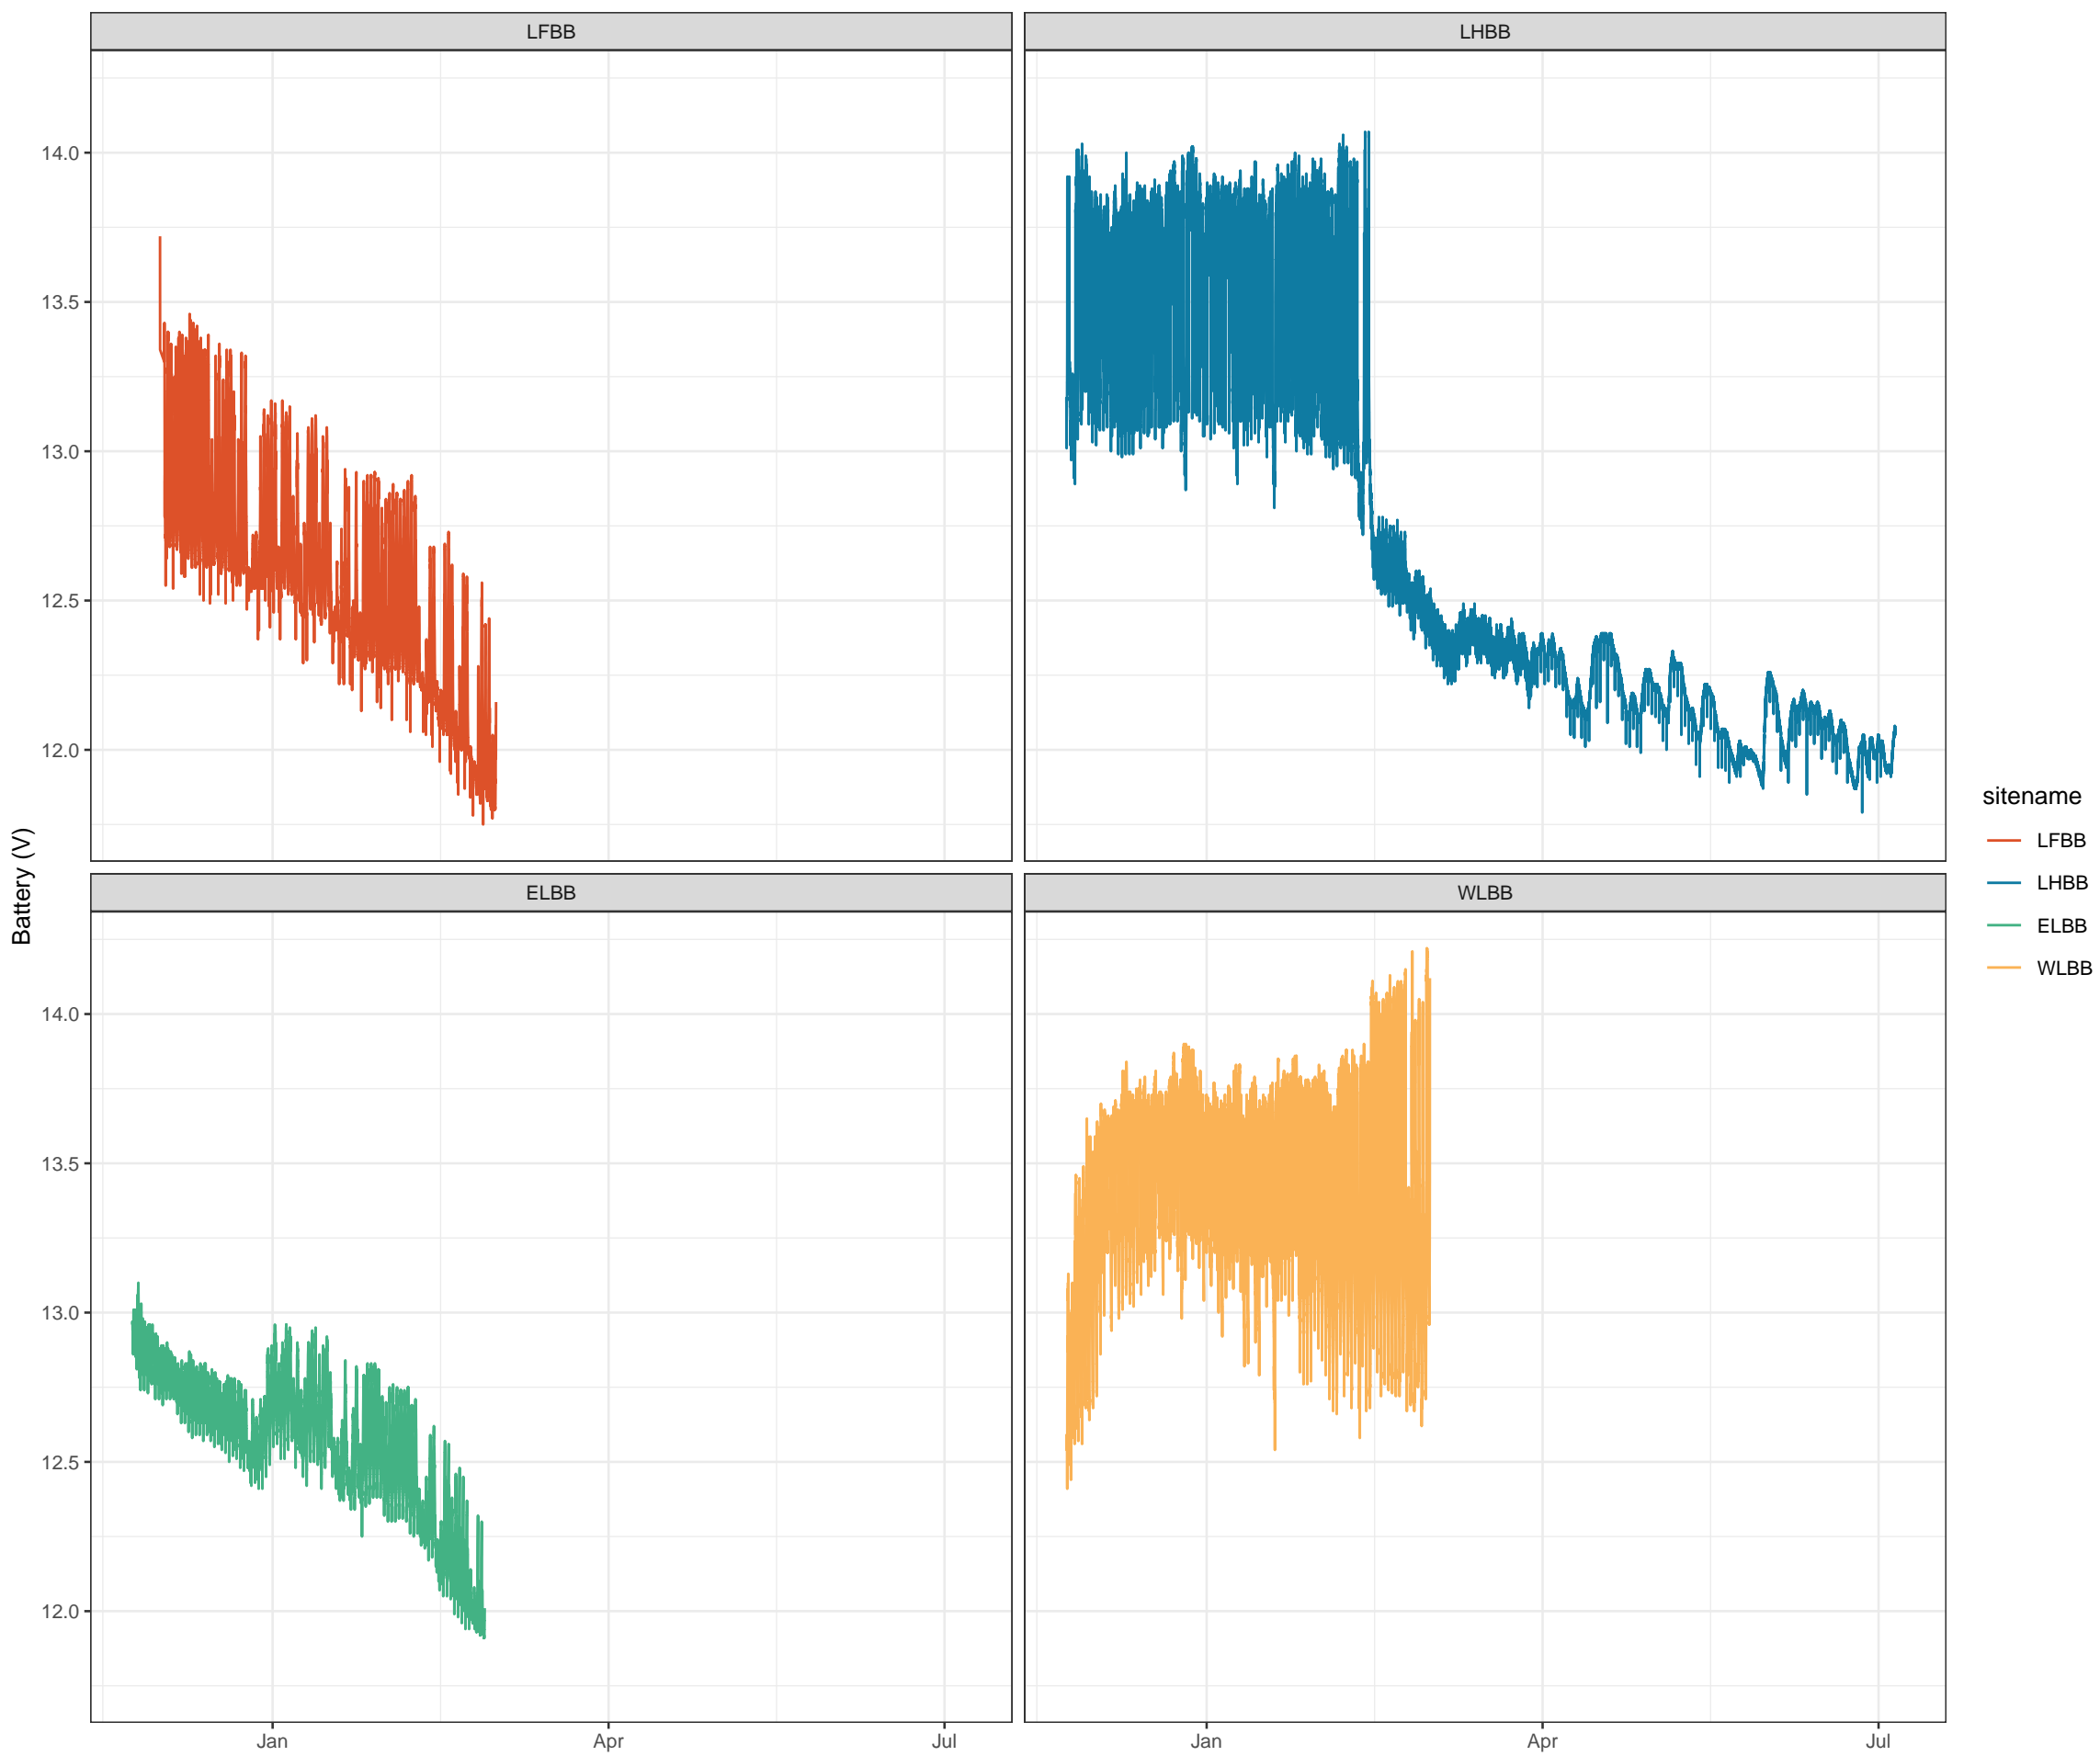 LFBB
LHBB
14.0
13.5
13.0
12.5
12.0
Battery (V)
ELBB
WLBB
14.0
13.5
13.0
12.5
12.0
Jan
Apr
Jul
Jan
Apr
Jul
sitename
LFBB
LHBB
ELBB
WLBB